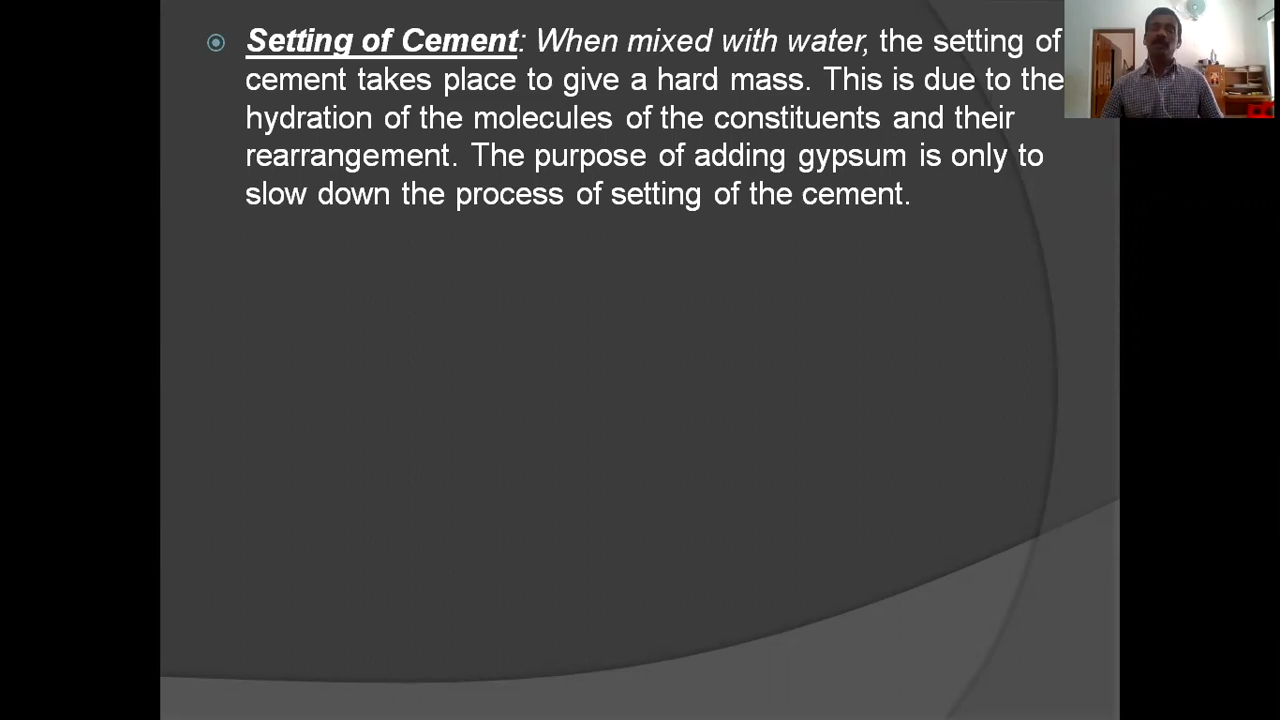 Setting of Cement: When mixed with water, the setting of
cement takes place to give a hard mass. This is due to the
hydration of the molecules of the constituents and their
rearrangement. The purpose of adding gypsum is only to
slow down the process of setting of the cement.